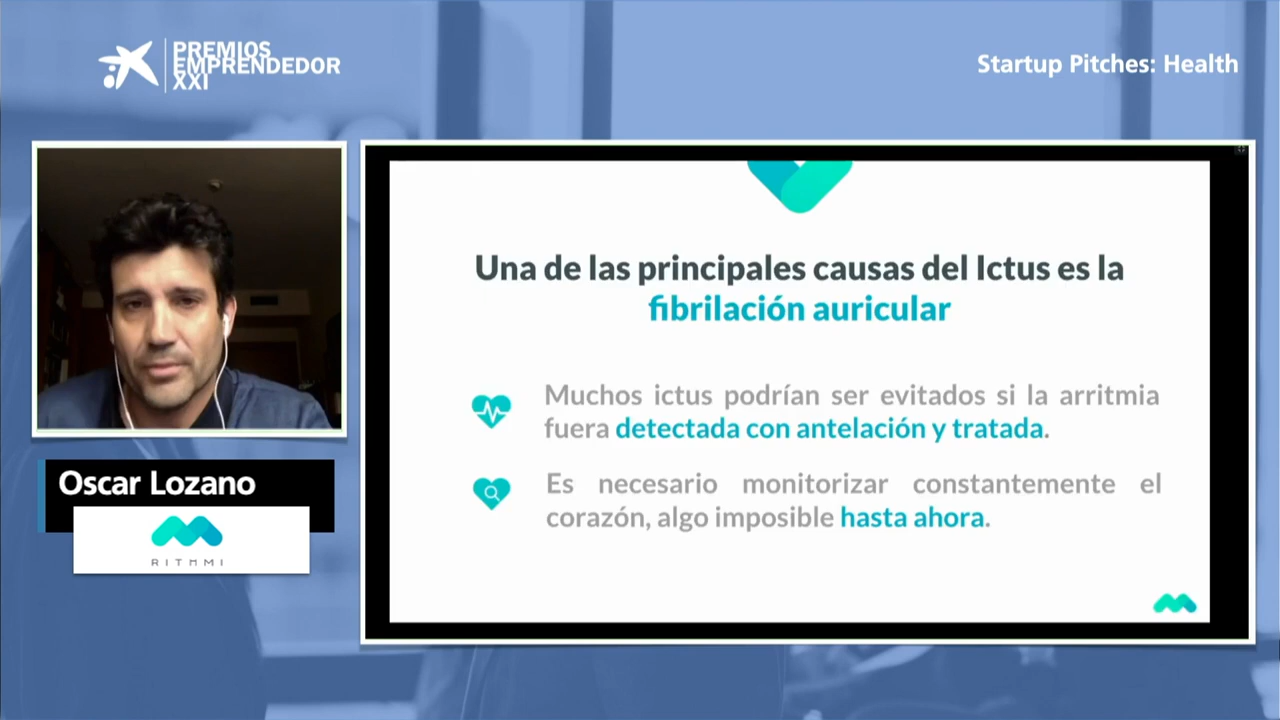 PREMIOS
EMPRENDEDOR
XXI
Startup Pitches: Health
Oscar Lozano
RITHMI
Una de las principales causas del Ictus es la
fibrilación auricular
Muchos ictus podrían ser evitados si la arritmia
fuera detectada con antelación y tratada.
Es necesario monitorizar constantemente el
corazón, algo imposible hasta ahora.